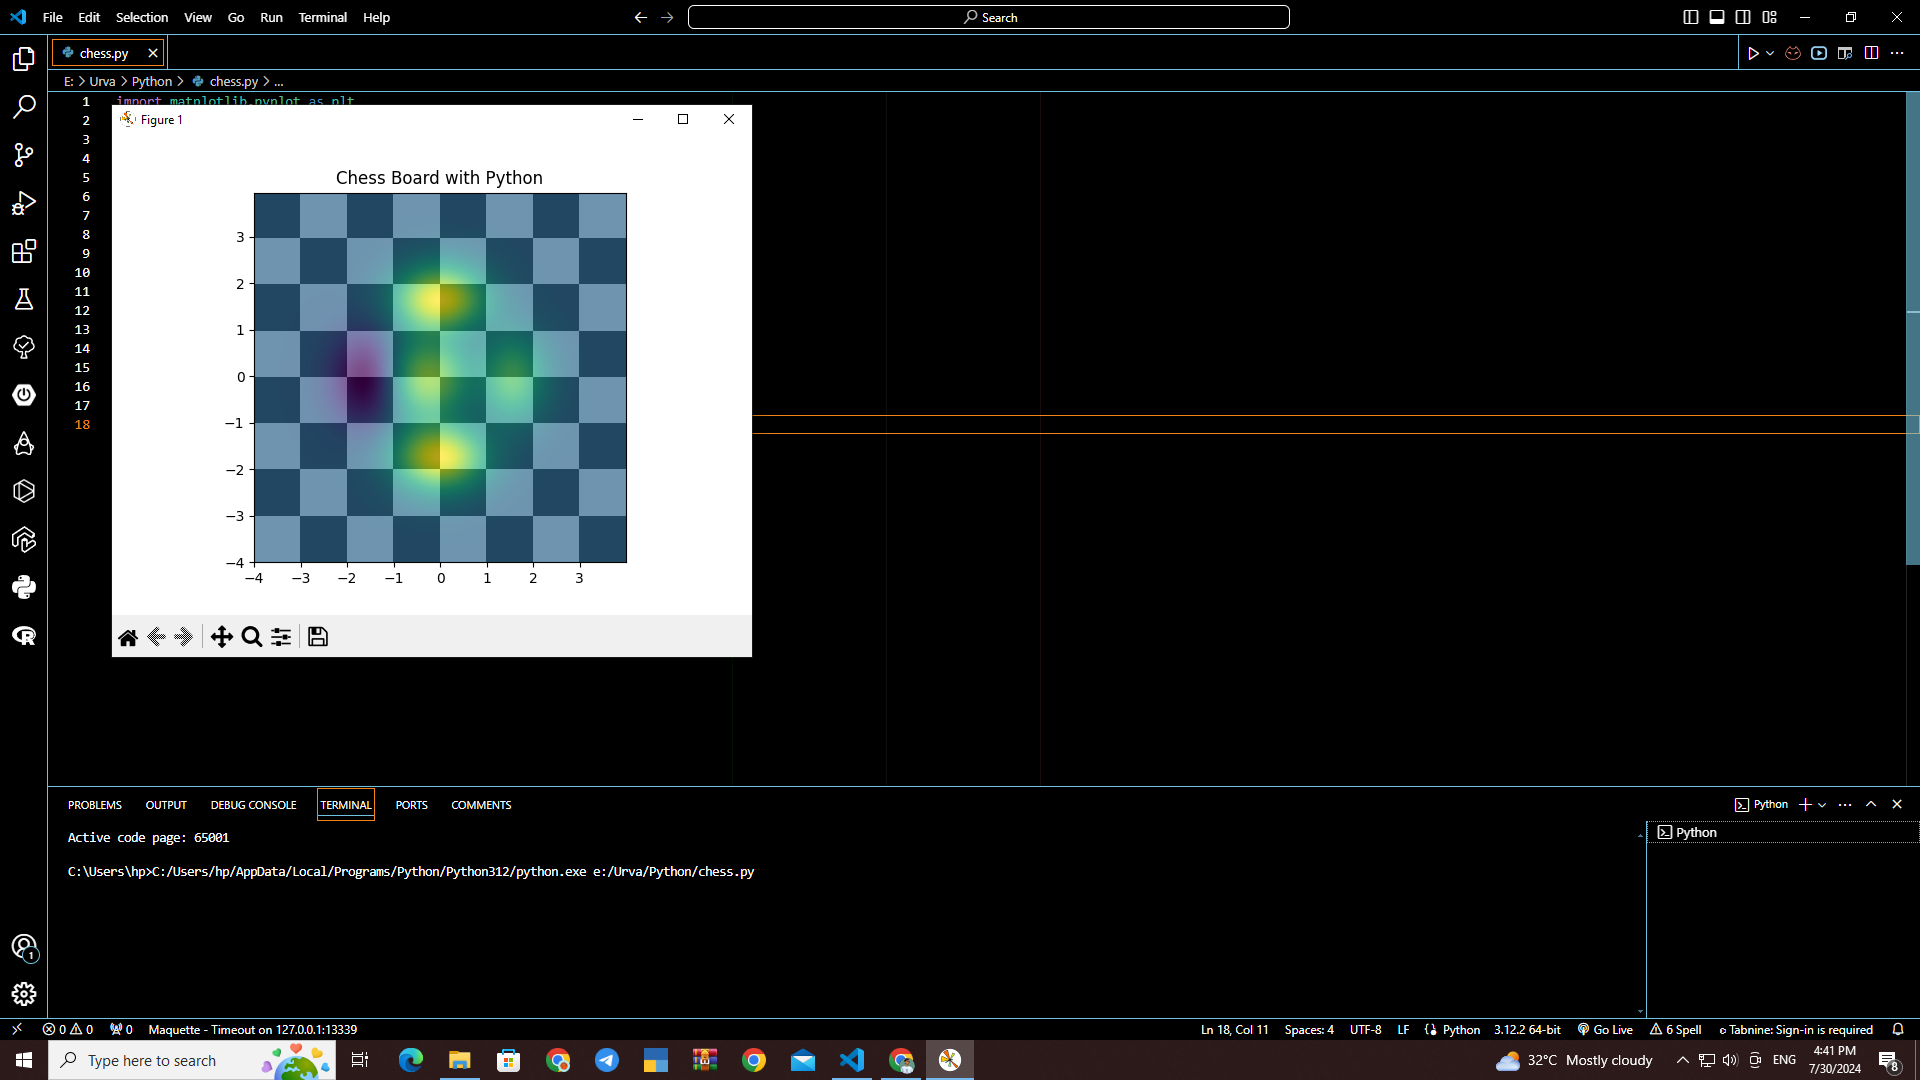 File Edit Selection View Go Run Terminal Help
Search
chess.py
E: > Urva > Python > chess.py > ...
1 import matplotlib.pyplot as plt
2
3
4
5
6
7
8
9
10
11
12
13
14
15
16
17
18
Figure 1
Chess Board with Python
3
2
1
0
−1
−2
−3
−4
−4 −3 −2 −1 0 1 2 3
PROBLEMS OUTPUT DEBUG CONSOLE TERMINAL PORTS COMMENTS
Python
Python
Active code page: 65001
C:\Users\hp>C:/Users/hp/AppData/Local/Programs/Python/Python312/python.exe e:/Urva/Python/chess.py
1
0 0 0 Maquette - Timeout on 127.0.0.1:13339
Ln 18, Col 11 Spaces: 4 UTF-8 LF Python 3.12.2 64-bit Go Live 6 Spell Tabnine: Sign-in is required
Type here to search
32°C Mostly cloudy
ENG
4:41 PM
7/30/2024
8